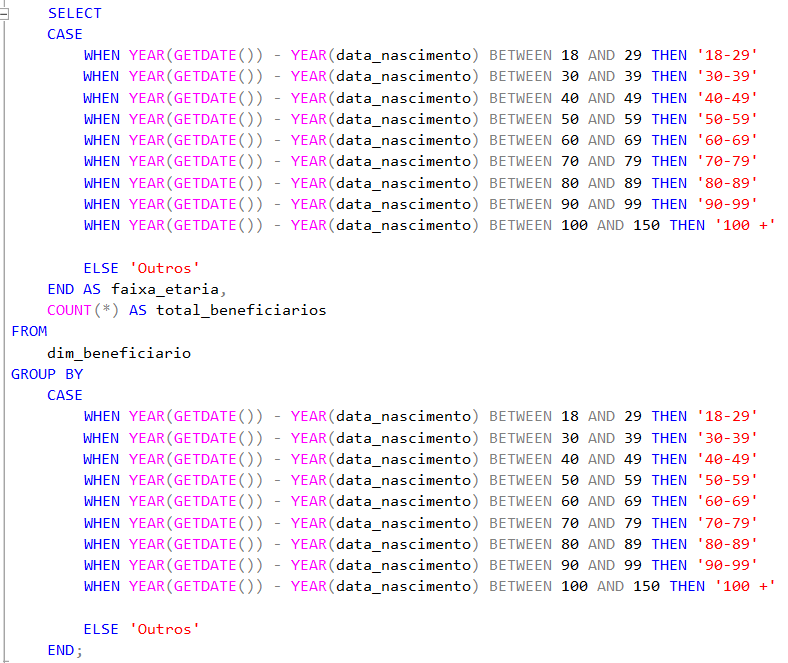 SELECT
CASE
WHEN YEAR(GETDATE()) - YEAR(data_nascimento) BETWEEN 18 AND 29 THEN '18-29'
WHEN YEAR(GETDATE()) - YEAR(data_nascimento) BETWEEN 30 AND 39 THEN '30-39'
WHEN YEAR(GETDATE()) - YEAR(data_nascimento) BETWEEN 40 AND 49 THEN '40-49'
WHEN YEAR(GETDATE()) - YEAR(data_nascimento) BETWEEN 50 AND 59 THEN '50-59'
WHEN YEAR(GETDATE()) - YEAR(data_nascimento) BETWEEN 60 AND 69 THEN '60-69'
WHEN YEAR(GETDATE()) - YEAR(data_nascimento) BETWEEN 70 AND 79 THEN '70-79'
WHEN YEAR(GETDATE()) - YEAR(data_nascimento) BETWEEN 80 AND 89 THEN '80-89'
WHEN YEAR(GETDATE()) - YEAR(data_nascimento) BETWEEN 90 AND 99 THEN '90-99'
WHEN YEAR(GETDATE()) - YEAR(data_nascimento) BETWEEN 100 AND 150 THEN '100 +'
ELSE 'Outros'
END AS faixa_etaria,
COUNT(*) AS total_beneficiarios
FROM
dim_beneficiario
GROUP BY
CASE
WHEN YEAR(GETDATE()) - YEAR(data_nascimento) BETWEEN 18 AND 29 THEN '18-29'
WHEN YEAR(GETDATE()) - YEAR(data_nascimento) BETWEEN 30 AND 39 THEN '30-39'
WHEN YEAR(GETDATE()) - YEAR(data_nascimento) BETWEEN 40 AND 49 THEN '40-49'
WHEN YEAR(GETDATE()) - YEAR(data_nascimento) BETWEEN 50 AND 59 THEN '50-59'
WHEN YEAR(GETDATE()) - YEAR(data_nascimento) BETWEEN 60 AND 69 THEN '60-69'
WHEN YEAR(GETDATE()) - YEAR(data_nascimento) BETWEEN 70 AND 79 THEN '70-79'
WHEN YEAR(GETDATE()) - YEAR(data_nascimento) BETWEEN 80 AND 89 THEN '80-89'
WHEN YEAR(GETDATE()) - YEAR(data_nascimento) BETWEEN 90 AND 99 THEN '90-99'
WHEN YEAR(GETDATE()) - YEAR(data_nascimento) BETWEEN 100 AND 150 THEN '100 +'
ELSE 'Outros'
END;